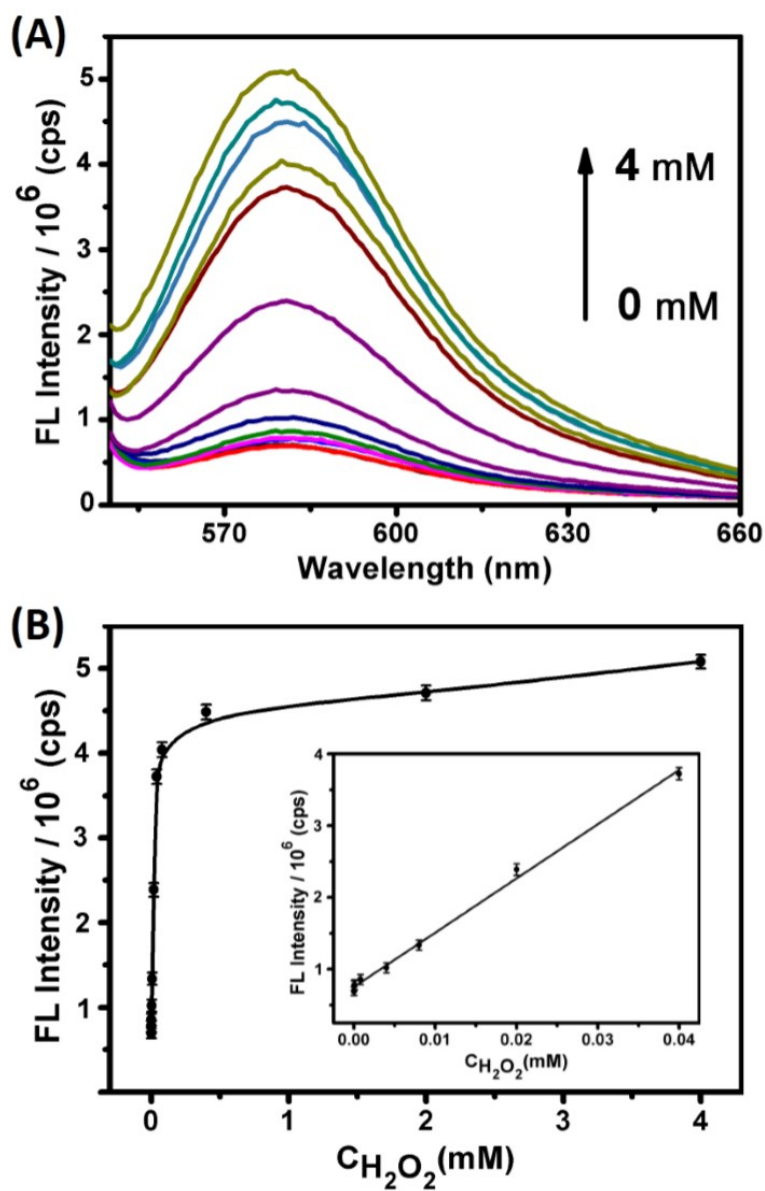 (A)
5
4
3
2
1
0
FL Intensity / 10^6 (cps)
4 mM
0 mM
570 600 630 660
Wavelength (nm)
(B)
5
4
3
2
1
FL Intensity / 10^6 (cps)
4
3
2
1
FL Intensity / 10^6 (cps)
0.00 0.01 0.02 0.03 0.04
C_H2O2(mM)
0 1 2 3 4
C_H2O2(mM)